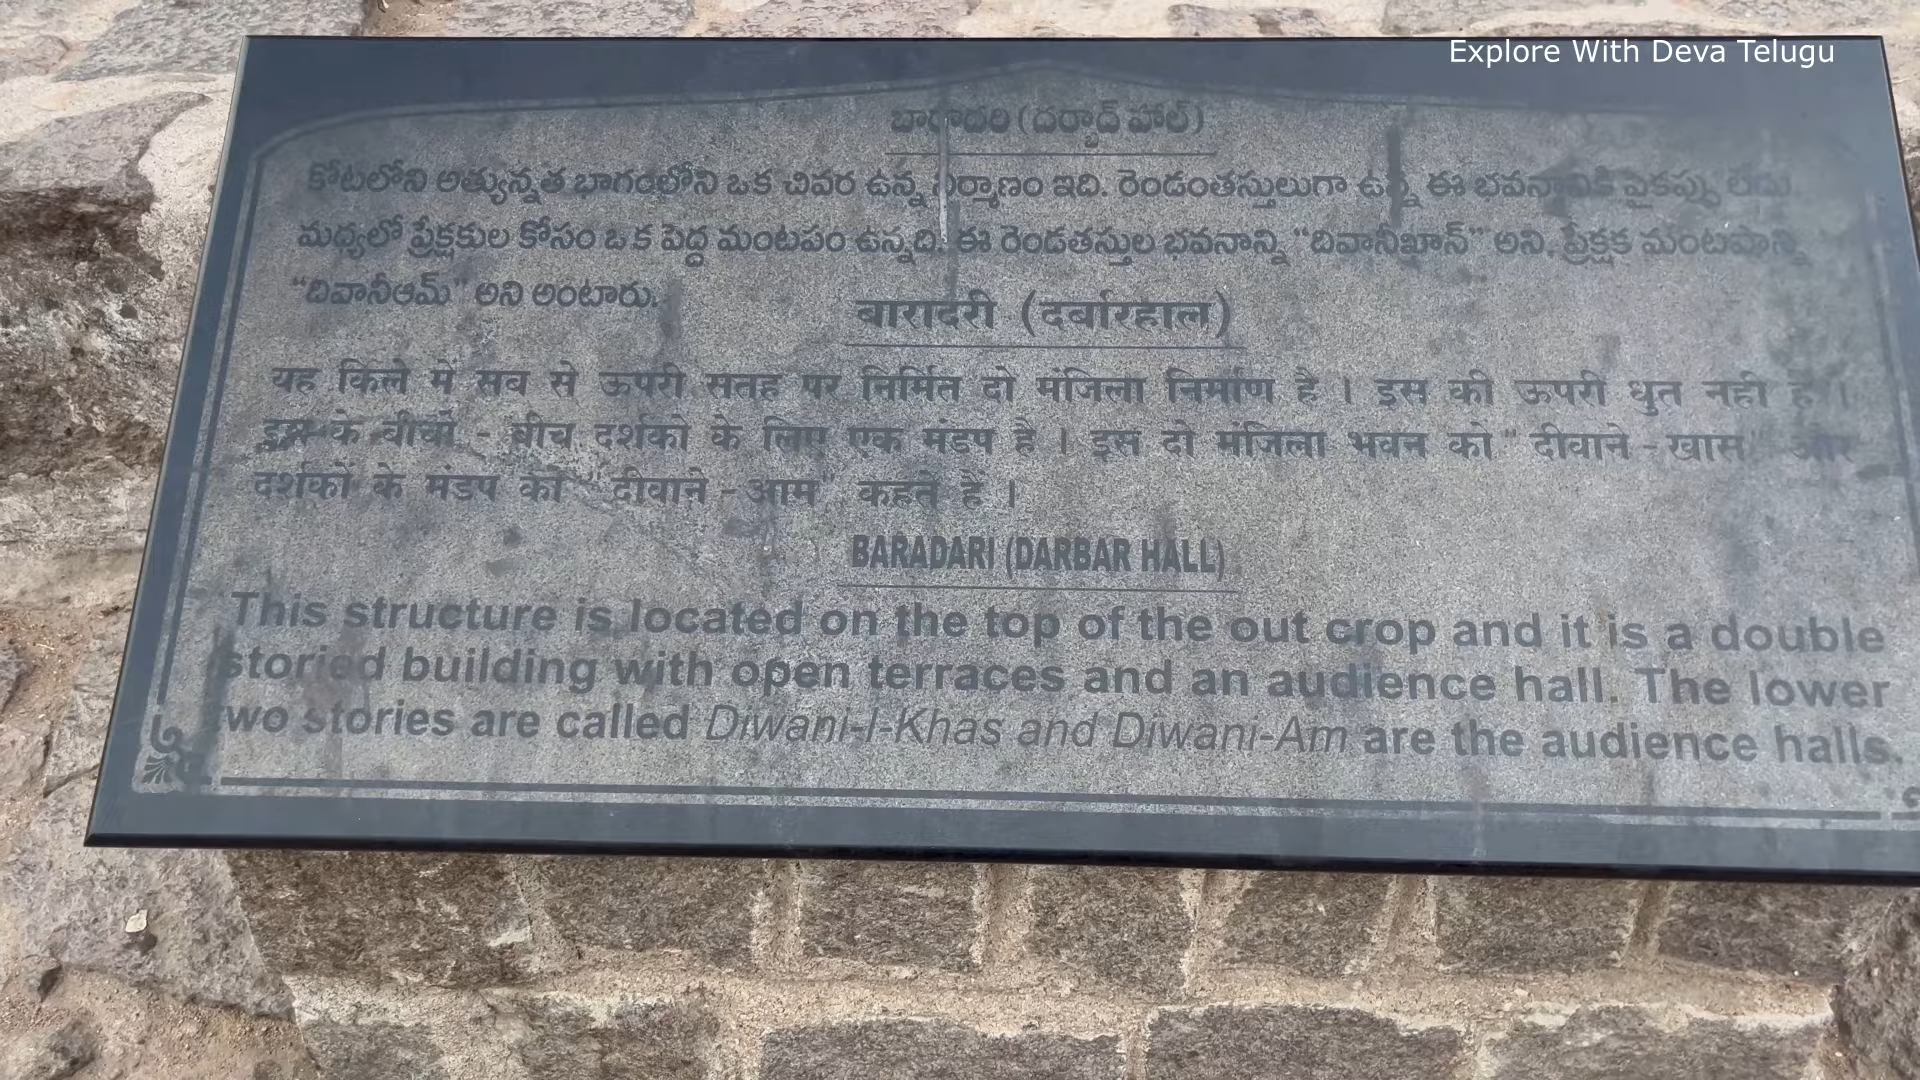 Explore With Deva Telugu
బారాదరి (దర్బార్ హాల్)
కోటలోని అత్యున్నత భాగంలోని ఒక చివర ఉన్న నిర్మాణం ఇది. రెండంతస్తులుగా ఉన్న ఈ భవనానికి పైకప్పు లేదు.
మధ్యలో ప్రేక్షకుల కోసం ఒక పెద్ద మంటపం ఉన్నది. ఈ రెండతస్తుల భవనాన్ని "దివానీఖాన్" అని, ప్రేక్షక మంటపాన్ని
"దివానీఆమ్" అని అంటారు.
बारादरी (दर्बारहाल)
यह किले में सब से ऊपरी सतह पर निर्मित दो मंजिला निर्माण है । इस की ऊपरी धुत नही है ।
इस के बीचों - बीच दर्शको के लिए एक मंडप है । इस दो मंजिला भवन को " दीवाने - खास " और
दर्शकों के मंडप को " दीवाने - आम" कहते है ।
BARADARI (DARBAR HALL)
This structure is located on the top of the out crop and it is a double
storied building with open terraces and an audience hall. The lower
two stories are called Diwani-I-Khas and Diwani-Am are the audience halls.